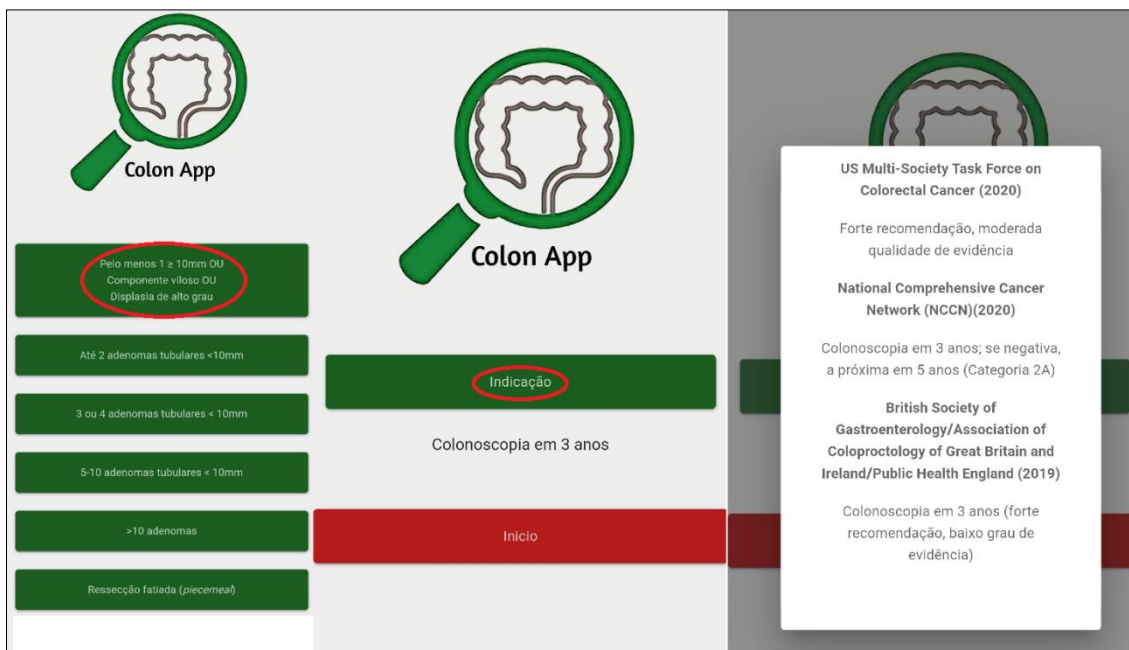 Colon App
Pelo menos 1 ≥ 10mm OU
Componente viloso OU
Displasia de alto grau
Até 2 adenomas tubulares <10mm
3 ou 4 adenomas tubulares < 10mm
5-10 adenomas tubulares < 10mm
>10 adenomas
Ressecção fatiada (piecemeal)
Colon App
Indicação
Colonoscopia em 3 anos
Inicio
US Multi-Society Task Force on
Colorectal Cancer (2020)
Forte recomendação, moderada
qualidade de evidência
National Comprehensive Cancer
Network (NCCN)(2020)
Colonoscopia em 3 anos; se negativa,
a próxima em 5 anos (Categoria 2A)
British Society of
Gastroenterology/Association of
Coloproctology of Great Britain and
Ireland/Public Health England (2019)
Colonoscopia em 3 anos (forte
recomendação, baixo grau de
evidência)